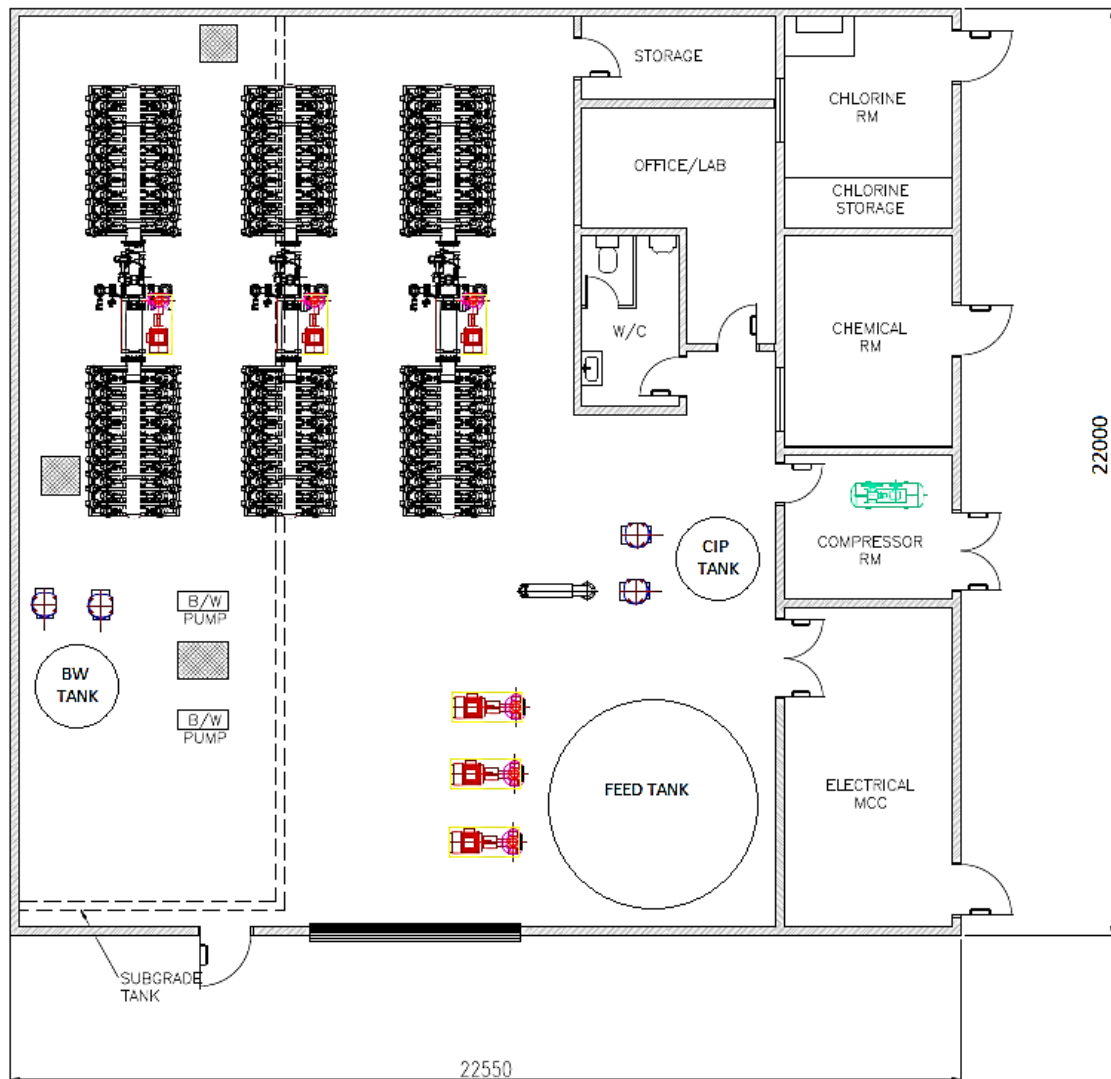 STORAGE
CHLORINE
RM
OFFICE/LAB
CHLORINE
STORAGE
W/C
CHEMICAL
RM
22000
CIP
TANK
COMPRESSOR
RM
B/W
PUMP
BW
TANK
B/W
PUMP
FEED TANK
ELECTRICAL
MCC
SUBGRADE
TANK
22550